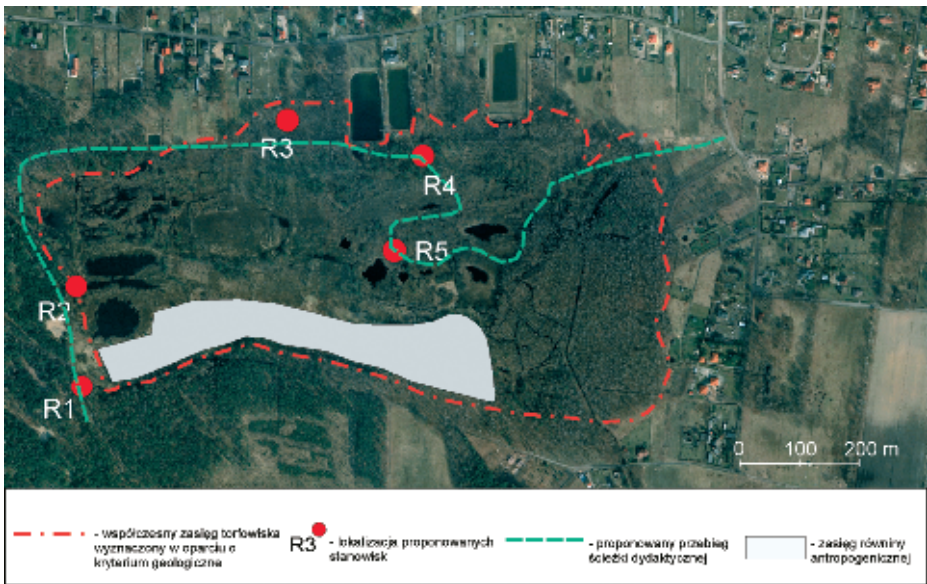 R3
R4
R5
R2
R1
0 100 200 m
- współczesny zasięg torfowiska
wyznaczony w oparciu o
kryterium geologiczne
R3 - lokalizacja proponowanych
stanowisk
- proponowany przebieg
ścieżki dydaktycznej
- zasięg równiny
antropogenicznej